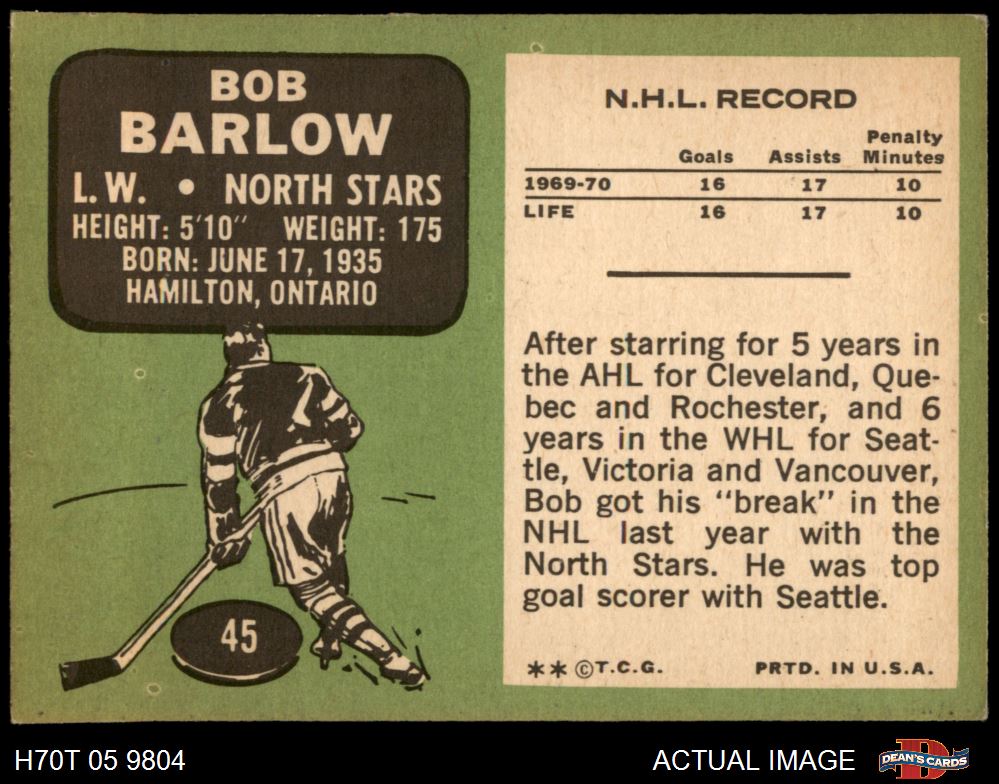 BOB
BARLOW
L.W. • NORTH STARS
HEIGHT: 5'10" WEIGHT: 175
BORN: JUNE 17, 1935
HAMILTON, ONTARIO
45
N.H.L. RECORD
Goals Assists Penalty Minutes
1969-70 16 17 10
LIFE 16 17 10
After starring for 5 years in
the AHL for Cleveland, Que-
bec and Rochester, and 6
years in the WHL for Seat-
tle, Victoria and Vancouver,
Bob got his "break" in the
NHL last year with the
North Stars. He was top
goal scorer with Seattle.
**©T.C.G. PRTD. IN U.S.A.
H70T 05 9804 ACTUAL IMAGE
D
DEAN'S CARDS